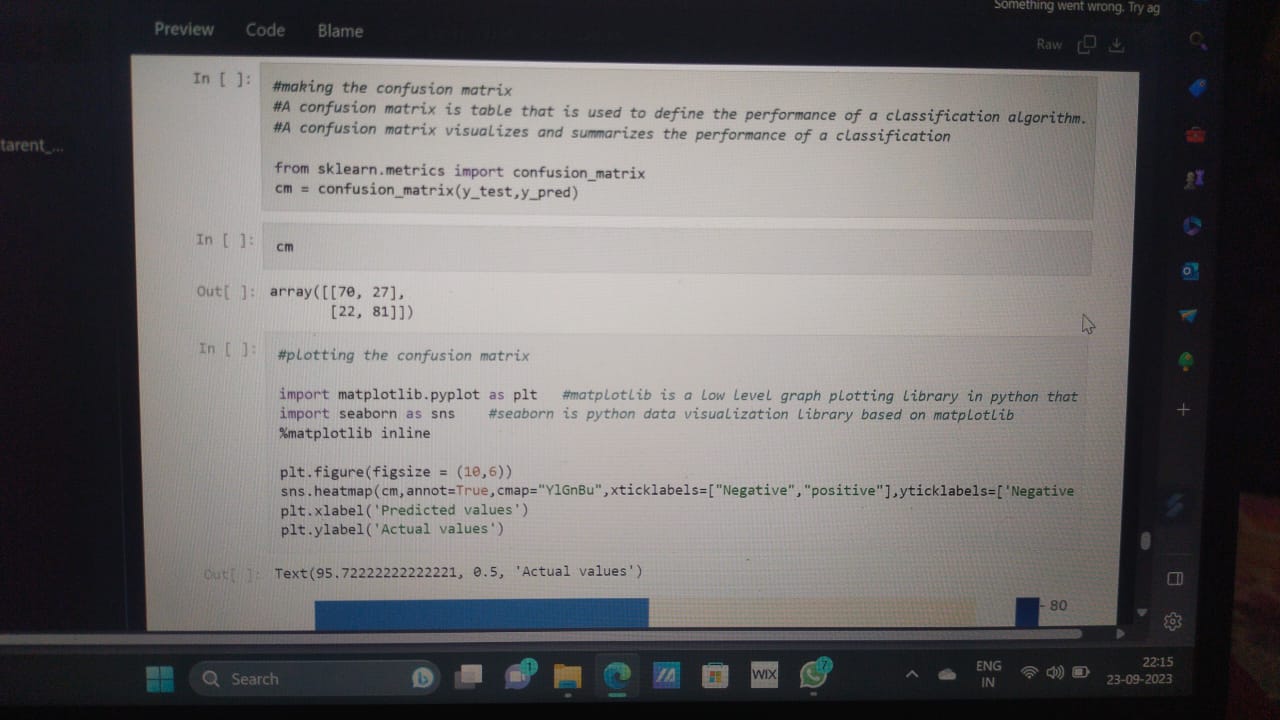 Something went wrong. Try ag
Preview Code Blame
Raw
tarent_...
In [ ]:
#making the confusion matrix
#A confusion matrix is table that is used to define the performance of a classification algorithm.
#A confusion matrix visualizes and summarizes the performance of a classification
from sklearn.metrics import confusion_matrix
cm = confusion_matrix(y_test,y_pred)
In [ ]:
cm
Out[ ]:
array([[70, 27],
[22, 81]])
In [ ]:
#plotting the confusion matrix
import matplotlib.pyplot as plt #matplotlib is a low level graph plotting library in python that
import seaborn as sns #seaborn is python data visualization library based on matplotlib
%matplotlib inline
plt.figure(figsize = (10,6))
sns.heatmap(cm,annot=True,cmap="YlGnBu",xticklabels=["Negative","positive"],yticklabels=['Negative
plt.xlabel('Predicted values')
plt.ylabel('Actual values')
Out[ ]:
Text(95.72222222222221, 0.5, 'Actual values')
80
Search
b
1
WIX
7
ENG
IN
22:15
23-09-2023